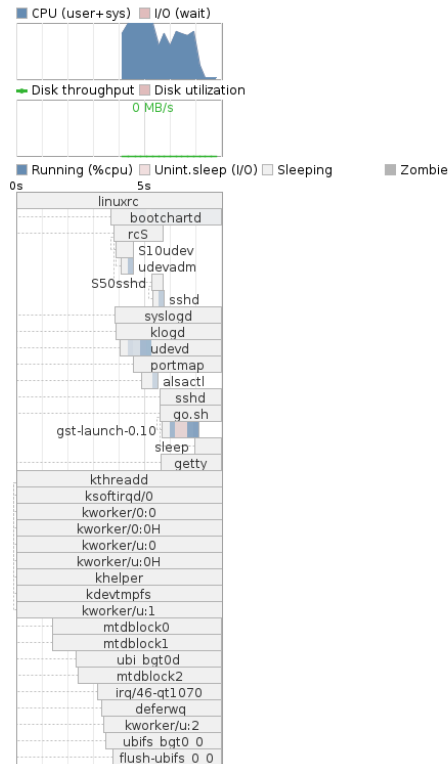 CPU (user+sys) I/O (wait)
Disk throughput Disk utilization
0 MB/s
Running (%cpu) Unint.sleep (I/O) Sleeping Zombie
0s 5s
linuxrc
bootchartd
rcS
S10udev
udevadm
S50sshd
sshd
syslogd
klogd
udevd
portmap
alsactl
sshd
go.sh
gst-launch-0.10
sleep
getty
kthreadd
ksoftirqd/0
kworker/0:0
kworker/0:0H
kworker/u:0
kworker/u:0H
khelper
kdevtmpfs
kworker/u:1
mtdblock0
mtdblock1
ubi_bgt0d
mtdblock2
irq/46-qt1070
deferwq
kworker/u:2
ubifs_bgt0_0
flush-ubifs_0_0